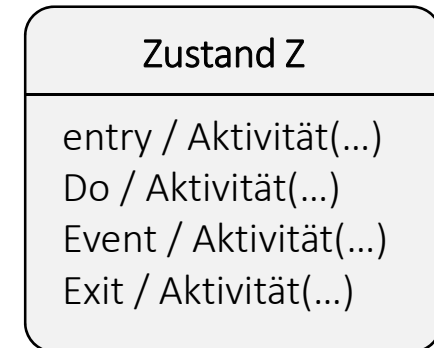 Zustand Z
entry / Aktivität(…)
Do / Aktivität(…)
Event / Aktivität(…)
Exit / Aktivität(…)